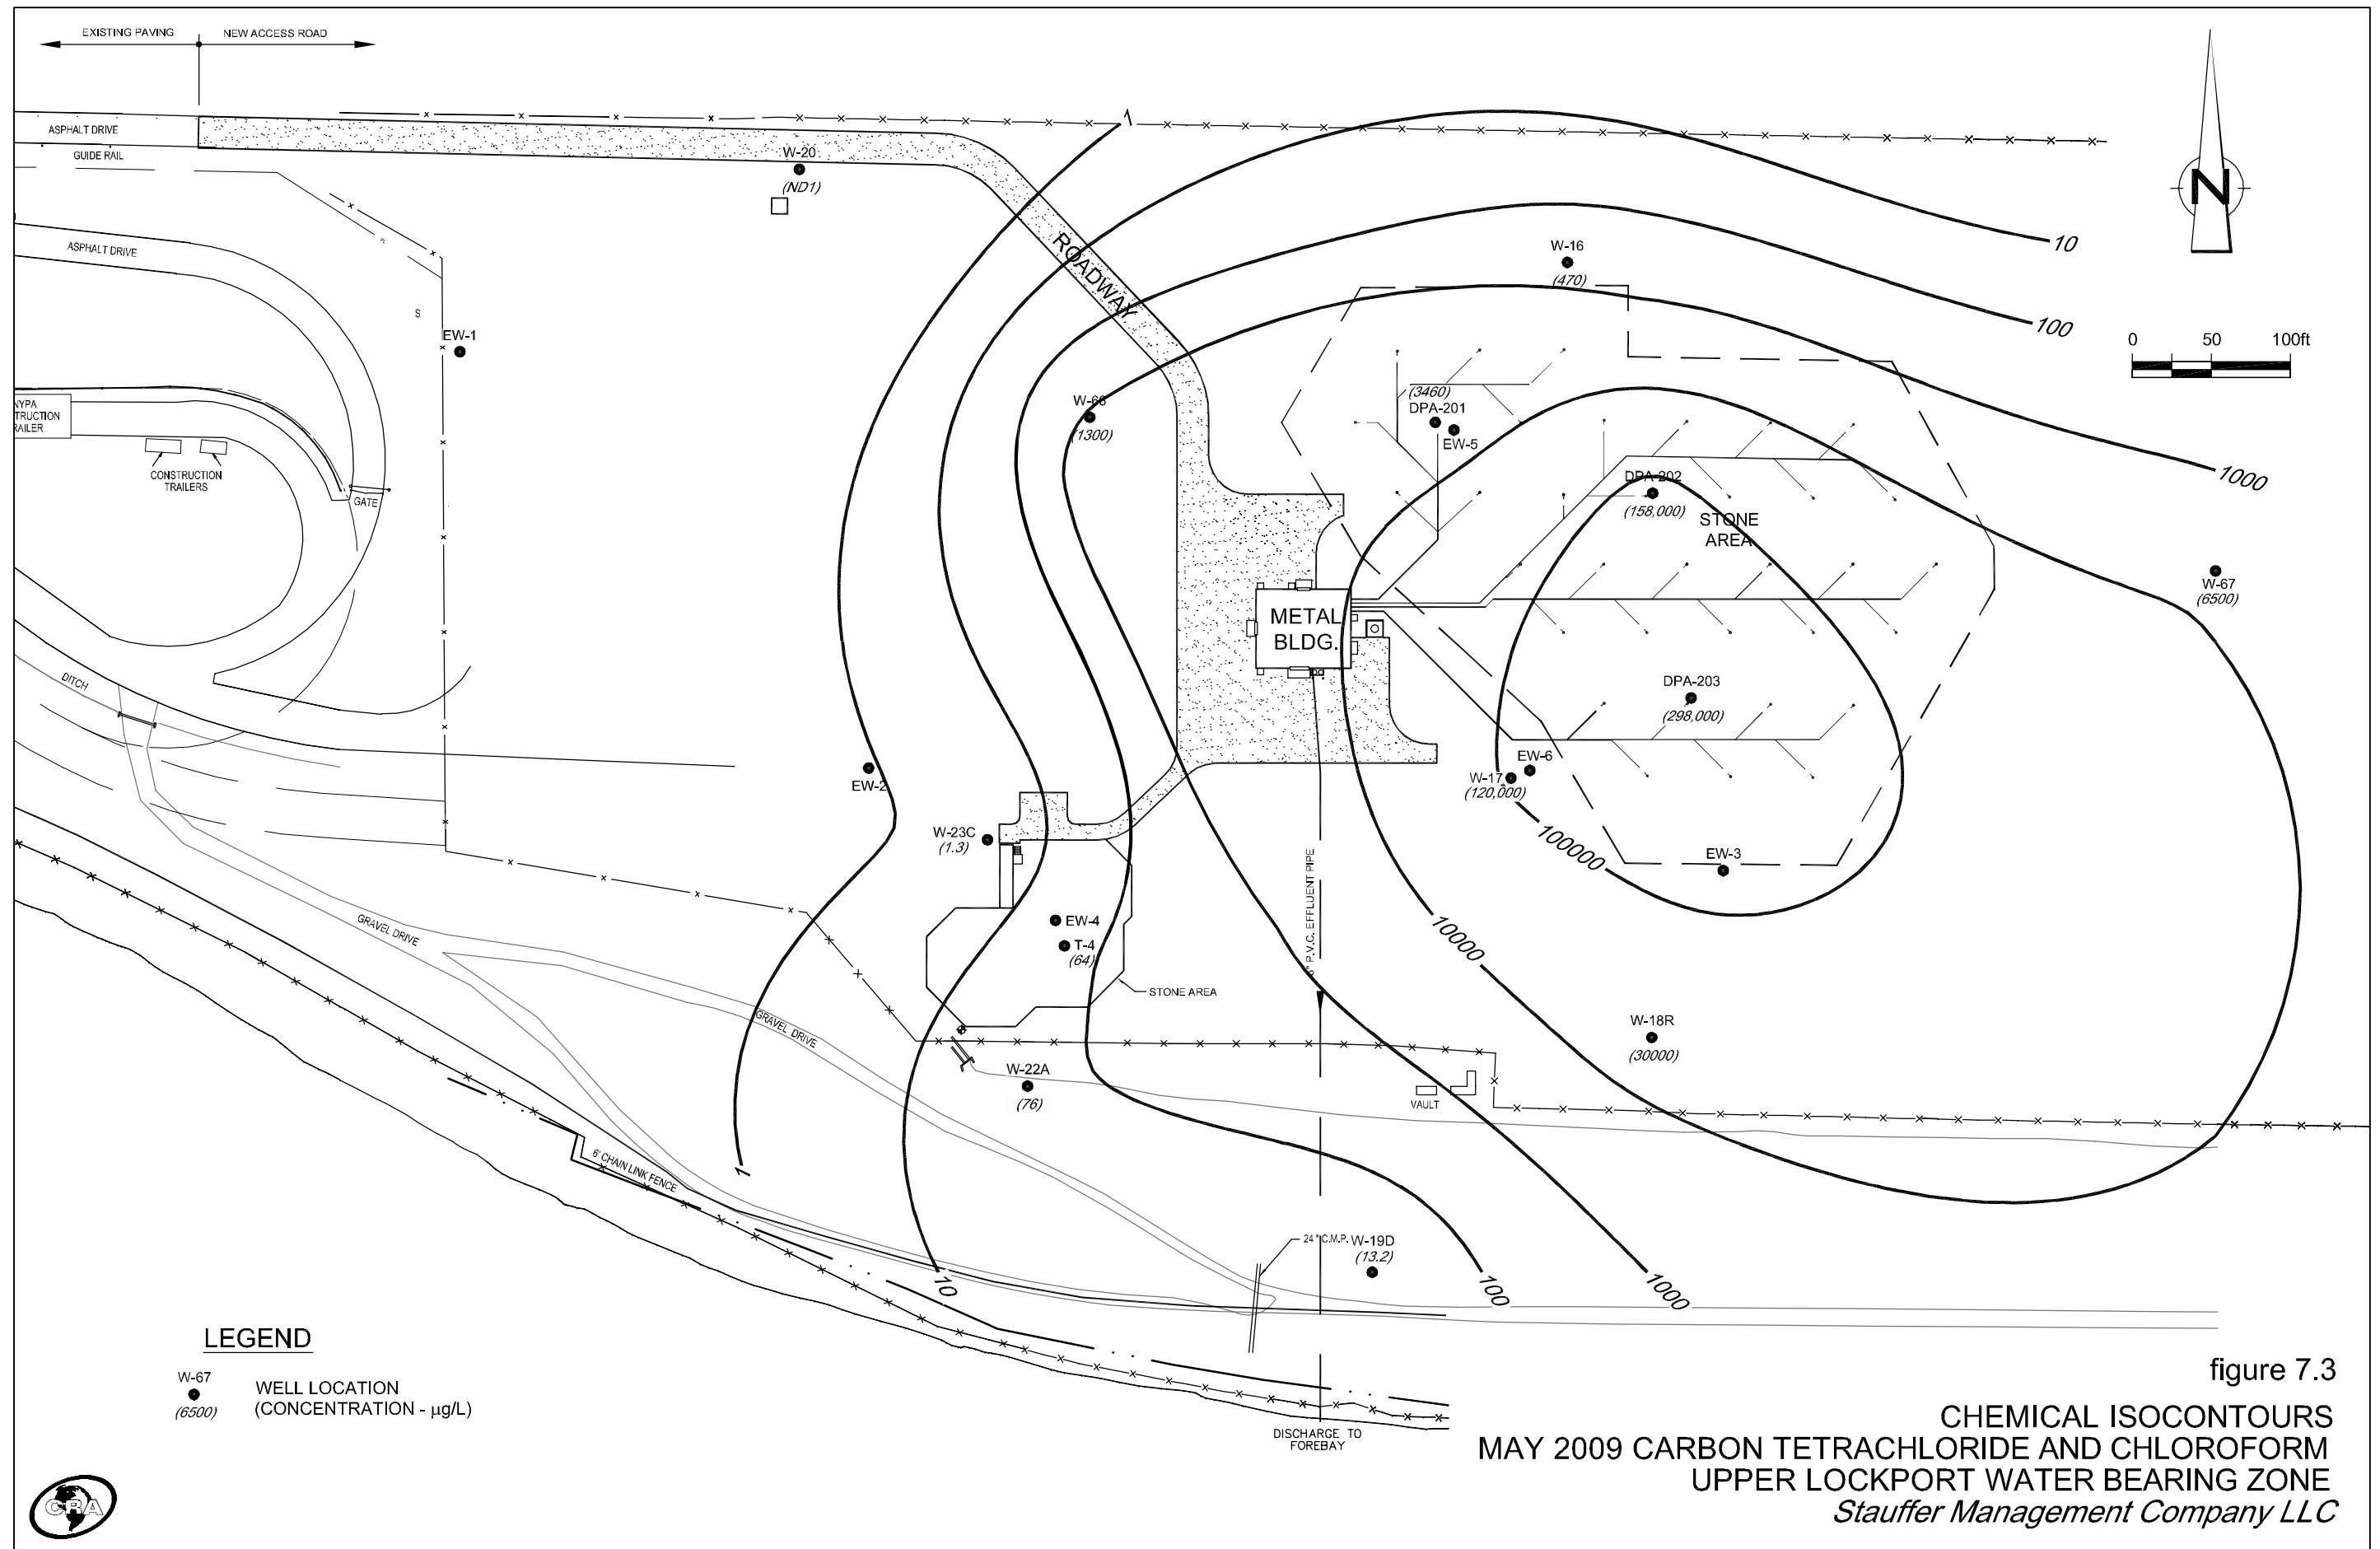 EXISTING PAVING
NEW ACCESS ROAD
ASPHALT DRIVE
GUIDE RAIL
ASPHALT DRIVE
W-20
(ND1)
1
ROADWAY
10
N
W-16
(470)
100
0 50 100ft
S
EW-1
W-66
(1300)
(3460)
DPA-201
EW-5
NYPA
TRUCTION
RAILER
CONSTRUCTION
TRAILERS
GATE
DPA-202
(158,000)
STONE
AREA
1000
W-67
(6500)
METAL
BLDG.
DITCH
DPA-203
(298,000)
EW-2
EW-6
W-17
(120,000)
W-23C
(1.3)
100000
EW-3
6" P.V.C. EFFLUENT PIPE
GRAVEL DRIVE
EW-4
T-4
(64)
10000
STONE AREA
GRAVEL DRIVE
W-18R
(30000)
W-22A
(76)
VAULT
6' CHAIN LINK FENCE
1
24" C.M.P.
W-19D
(13.2)
10
100
1000
DISCHARGE TO
FOREBAY
LEGEND
W-67
(6500)
WELL LOCATION
(CONCENTRATION - µg/L)
CRA
figure 7.3
CHEMICAL ISOCONTOURS
MAY 2009 CARBON TETRACHLORIDE AND CHLOROFORM
UPPER LOCKPORT WATER BEARING ZONE
Stauffer Management Company LLC